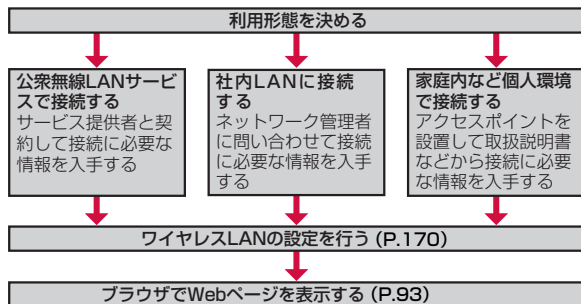 利用形態を決める
公衆無線LANサービ
スで接続する
サービス提供者と契
約して接続に必要な
情報を入手する
社内LANに接続
する
ネットワーク管理者
に問い合わせて接続
に必要な情報を入手
する
家庭内など個人環境
で接続する
アクセスポイントを
設置して取扱説明書
などから接続に必要
な情報を入手する
ワイヤレスLANの設定を行う (P.170)
ブラウザでWebページを表示する (P.93)